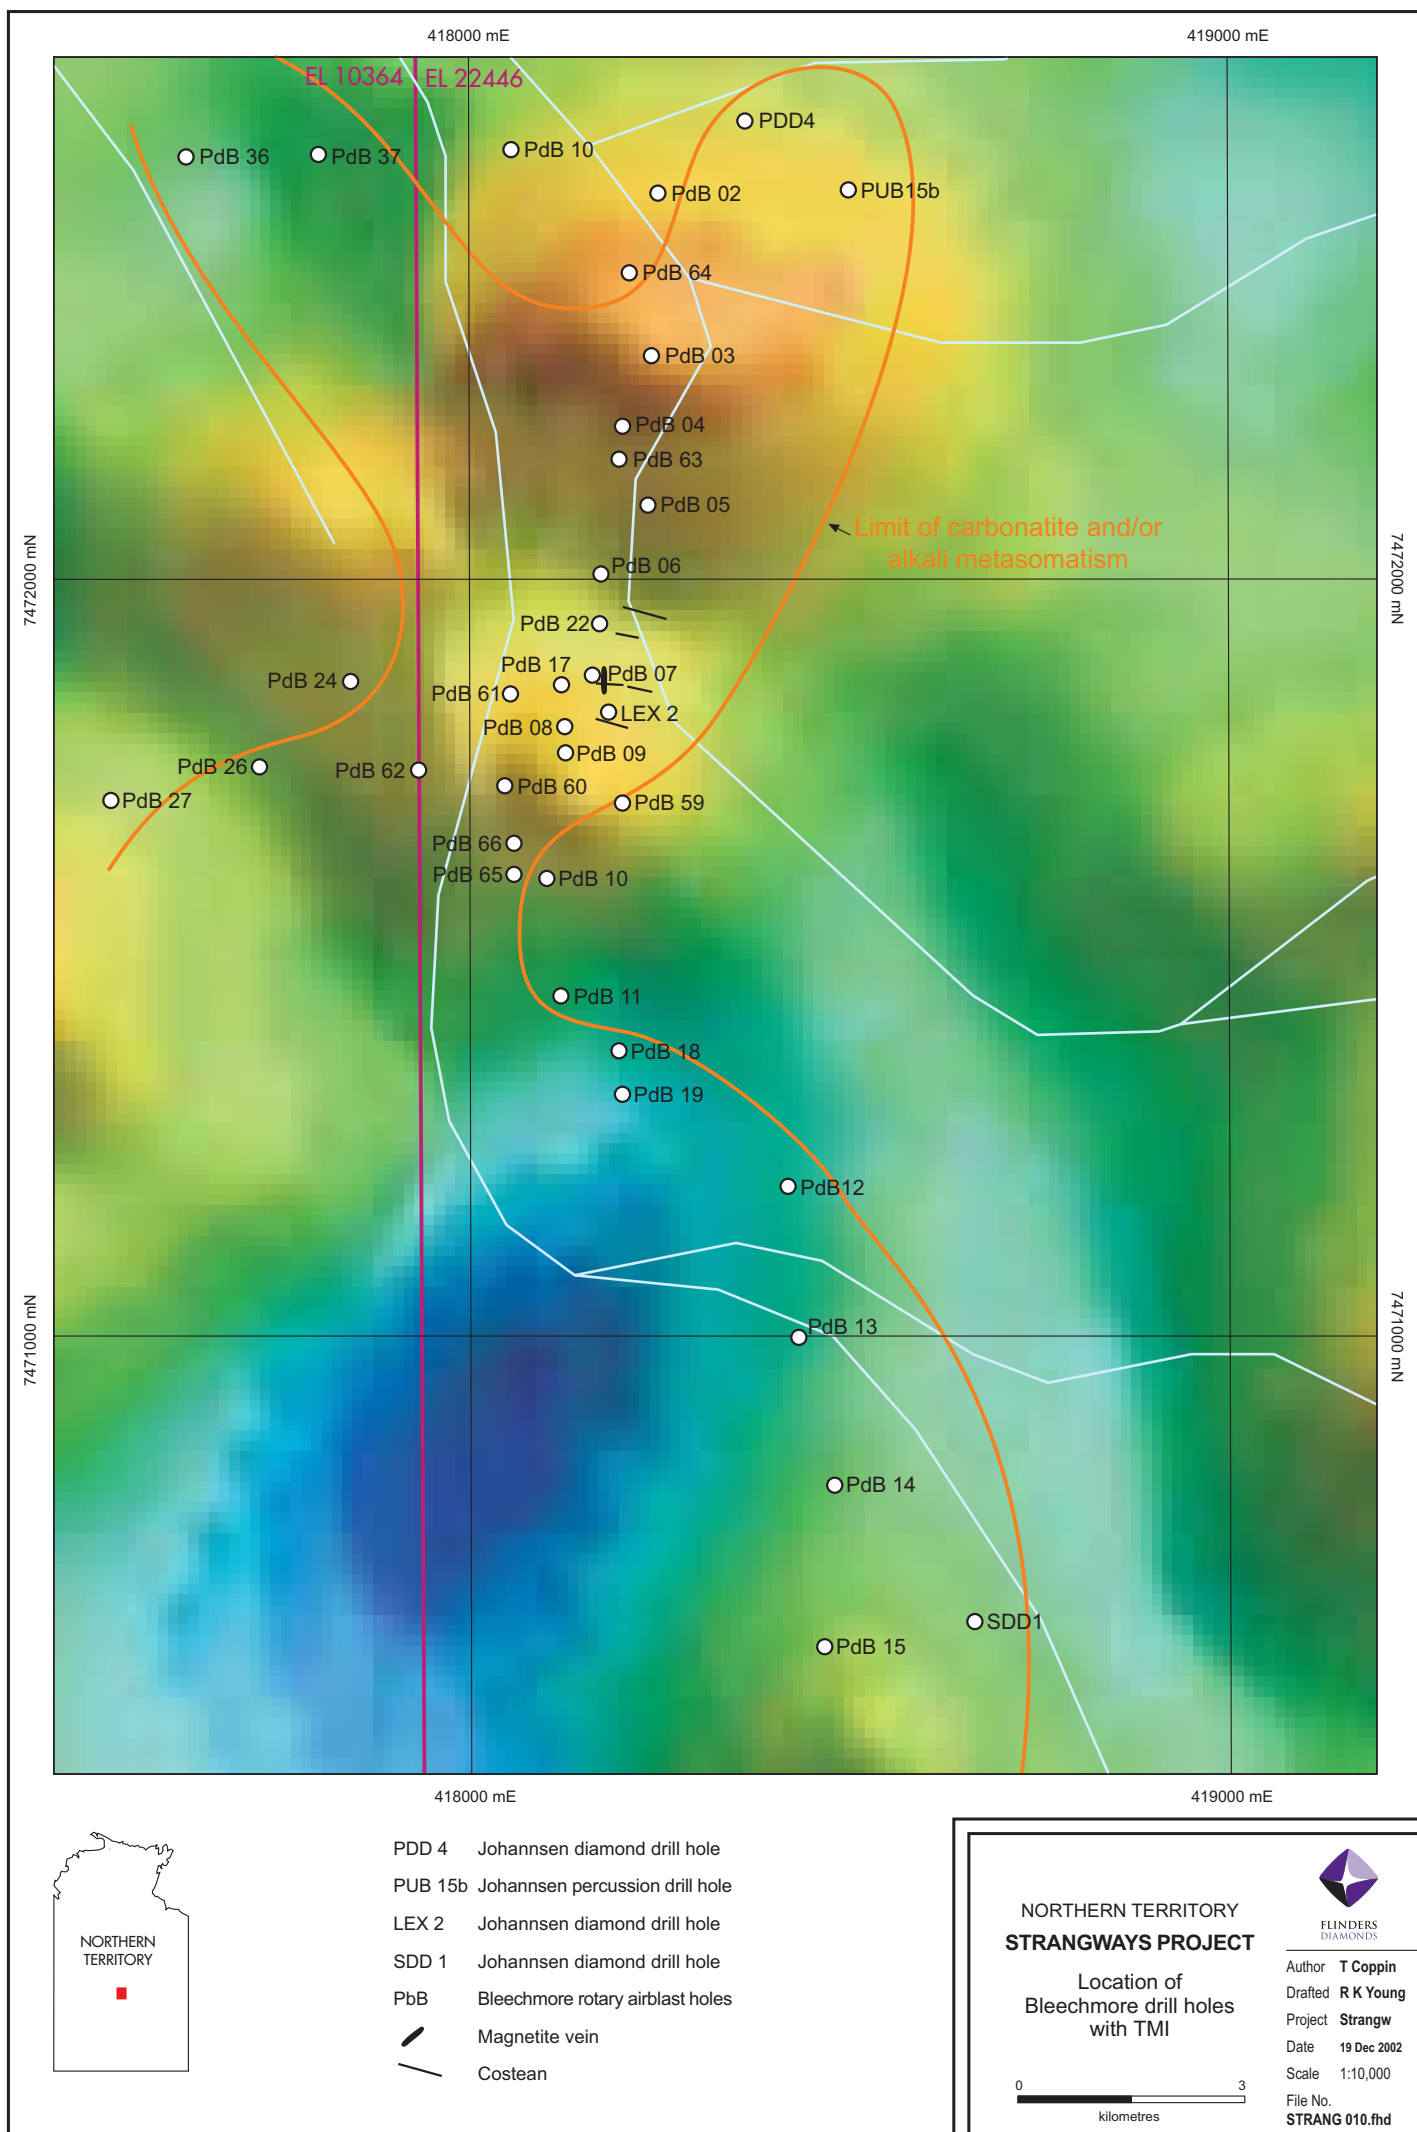 418000 mE
419000 mE
EL 10364
EL 22446
PDD4
PdB 36
PdB 37
PdB 10
PdB 02
PUB15b
PdB 64
PdB 03
PdB 04
PdB 63
PdB 05
Limit of carbonatite and/or
alkali metasomatism
7472000 mN
7472000 mN
PdB 06
PdB 22
PdB 17
PdB 07
PdB 24
PdB 61
LEX 2
PdB 08
PdB 09
PdB 26
PdB 62
PdB 60
PdB 27
PdB 59
PdB 66
PdB 65
PdB 10
PdB 11
PdB 18
PdB 19
PdB12
7471000 mN
7471000 mN
PdB 13
PdB 14
SDD1
PdB 15
418000 mE
419000 mE
NORTHERN
TERRITORY
PDD 4 Johannsen diamond drill hole
PUB 15b Johannsen percussion drill hole
LEX 2 Johannsen diamond drill hole
SDD 1 Johannsen diamond drill hole
PbB Bleechmore rotary airblast holes
Magnetite vein
Costean
NORTHERN TERRITORY
STRANGWAYS PROJECT
Location of
Bleechmore drill holes
with TMI
0 3
kilometres
FLINDERS
DIAMONDS
Author T Coppin
Drafted R K Young
Project Strangw
Date 19 Dec 2002
Scale 1:10,000
File No.
STRANG 010.fhd